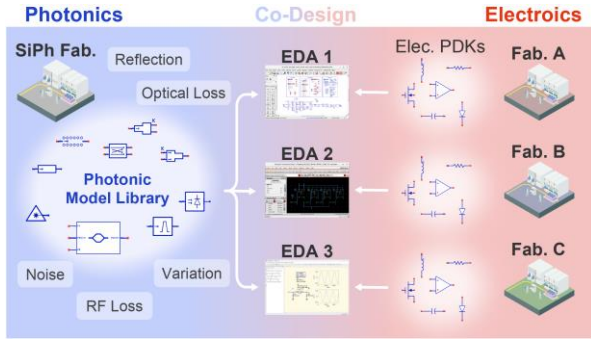 Photonics
Co-Design
Electroics
SiPh Fab.
Reflection
Optical Loss
EDA 1
Elec. PDKs
Fab. A
Photonic
Model Library
EDA 2
Fab. B
Noise
Variation
RF Loss
EDA 3
Fab. C